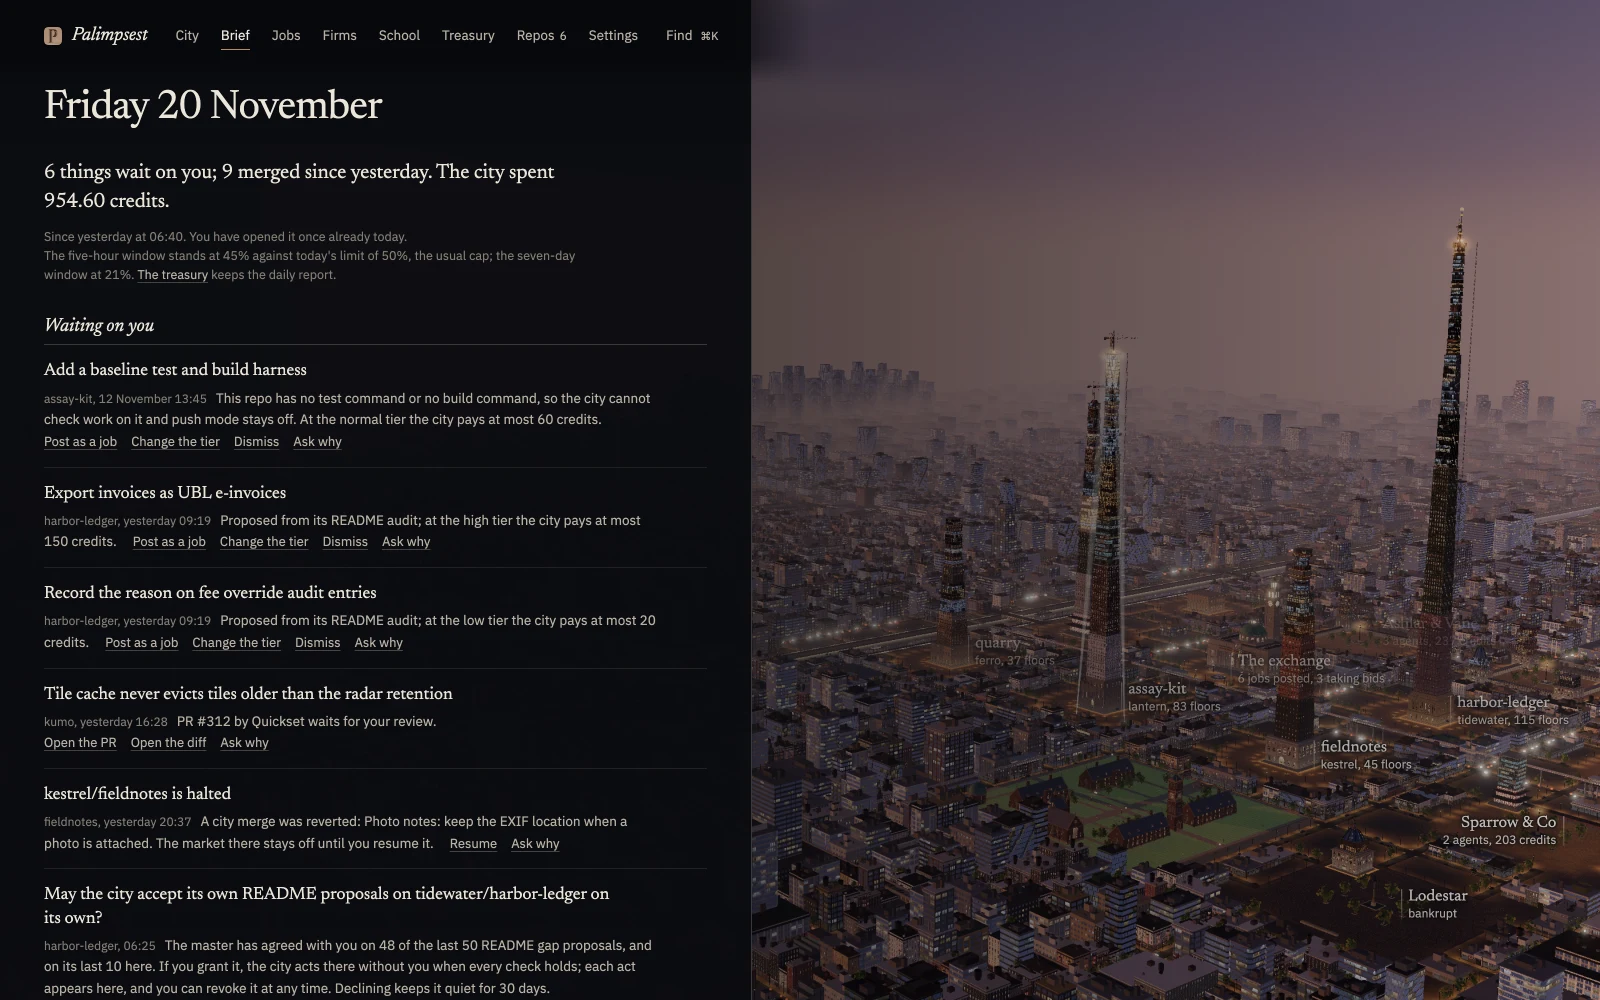 Palimpsest
City
Brief
Jobs
Firms
School
Treasury
Repos 6
Settings
Find ⌘K
Friday 20 November
6 things wait on you; 9 merged since yesterday. The city spent
954.60 credits.
Since yesterday at 06:40. You have opened it once already today.
The five-hour window stands at 45% against today's limit of 50%, the usual cap; the seven-day
window at 21%. The treasury keeps the daily report.
Waiting on you
Add a baseline test and build harness
assay-kit, 12 November 13:45 This repo has no test command or no build command, so the city cannot
check work on it and push mode stays off. At the normal tier the city pays at most 60 credits.
Post as a job Change the tier Dismiss Ask why
Export invoices as UBL e-invoices
harbor-ledger, yesterday 09:19 Proposed from its README audit; at the high tier the city pays at most
150 credits. Post as a job Change the tier Dismiss Ask why
Record the reason on fee override audit entries
harbor-ledger, yesterday 09:19 Proposed from its README audit; at the low tier the city pays at most 20
credits. Post as a job Change the tier Dismiss Ask why
Tile cache never evicts tiles older than the radar retention
kumo, yesterday 16:28 PR #312 by Quickset waits for your review.
Open the PR Open the diff Ask why
kestrel/fieldnotes is halted
fieldnotes, yesterday 20:37 A city merge was reverted: Photo notes: keep the EXIF location when a
photo is attached. The market there stays off until you resume it. Resume Ask why
May the city accept its own README proposals on tidewater/harbor-ledger on
its own?
harbor-ledger, 06:25 The master has agreed with you on 48 of the last 50 README gap proposals, and
on its last 10 here. If you grant it, the city acts there without you when every check holds; each act
appears here, and you can revoke it at any time. Declining keeps it quiet for 30 days.
quarry
ferro, 37 floors
The exchange
6 jobs posted, 3 taking bids
assay-kit
lantern, 83 floors
harbor-ledger
tidewater, 115 floors
fieldnotes
kestrel, 45 floors
Sparrow & Co
2 agents, 203 credits
Lodestar
bankrupt